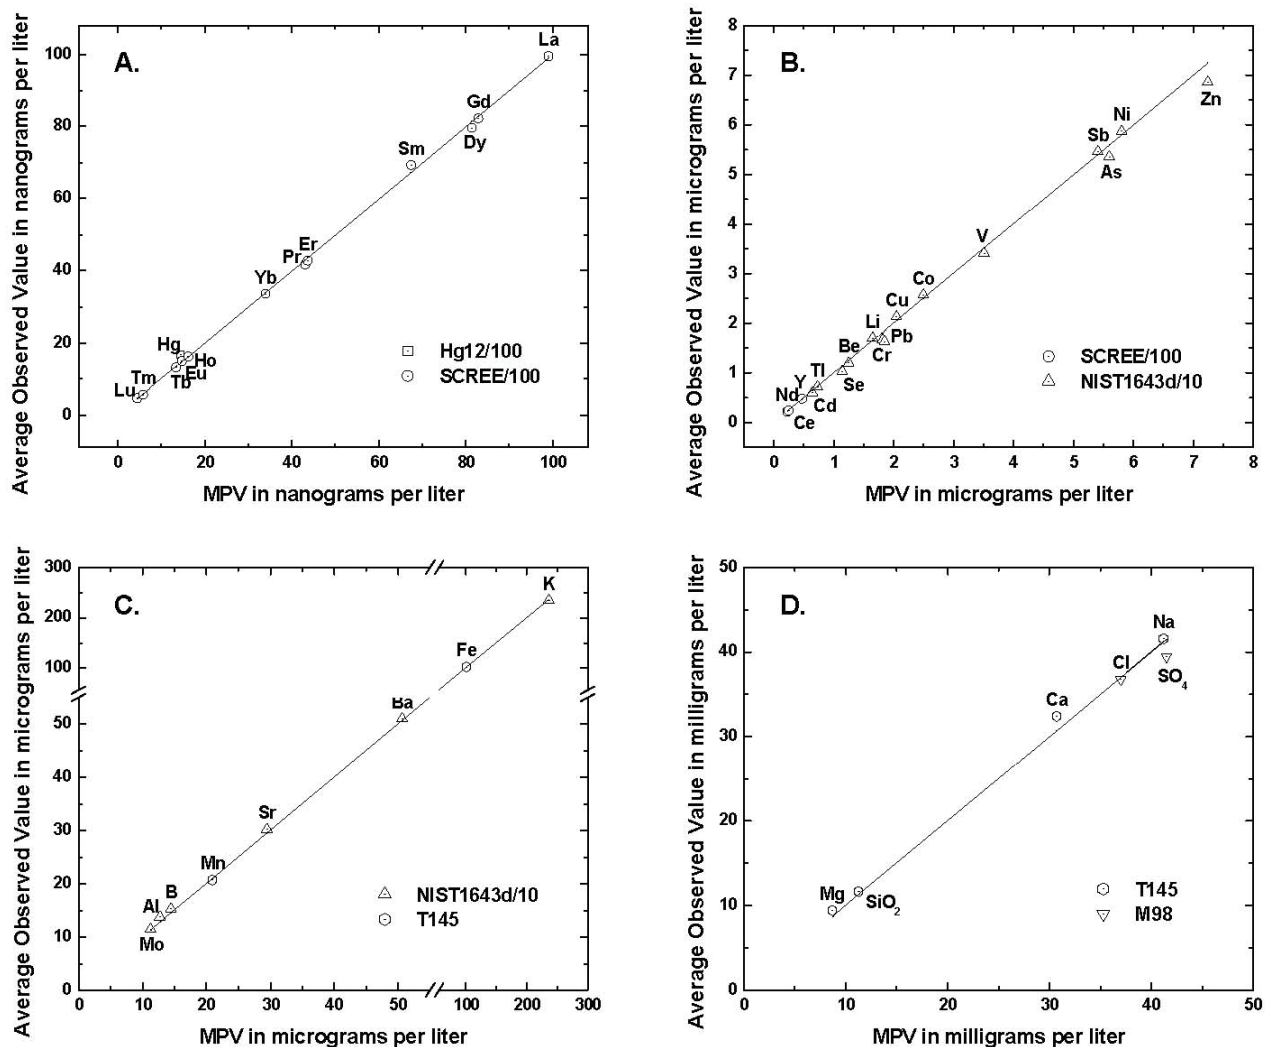 A.
Average Observed Value in nanograms per liter
100
80
60
40
20
0
La
Gd
Dy
Sm
Er
Pr
Yb
Hg
Ho
Eu
Tb
Tm
Lu
Hg12/100
SCREE/100
0 20 40 60 80 100
MPV in nanograms per liter
B.
Average Observed Value in micrograms per liter
8
7
6
5
4
3
2
1
0
Zn
Ni
Sb
As
V
Co
Cu
Li
Pb
Cr
Be
Se
Tl
Y
Cd
Nd
Ce
SCREE/100
NIST1643d/10
0 1 2 3 4 5 6 7 8
MPV in micrograms per liter
C.
Average Observed Value in micrograms per liter
300
200
100
50
40
30
20
10
0
K
Fe
Ba
Sr
Mn
B
Al
Mo
NIST1643d/10
T145
0 10 20 30 40 50 100 200 300
MPV in micrograms per liter
D.
Average Observed Value in milligrams per liter
50
40
30
20
10
0
Na
Cl
SO4
Ca
Mg
SiO2
T145
M98
0 10 20 30 40 50
MPV in milligrams per liter